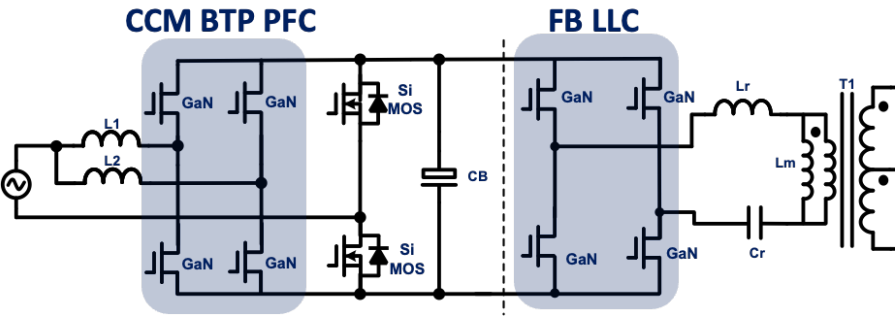 CCM BTP PFC
FB LLC
GaN
GaN
Si
MOS
GaN
GaN
Lr
T1
L1
L2
Lm
CB
GaN
GaN
Si
MOS
GaN
GaN
Cr